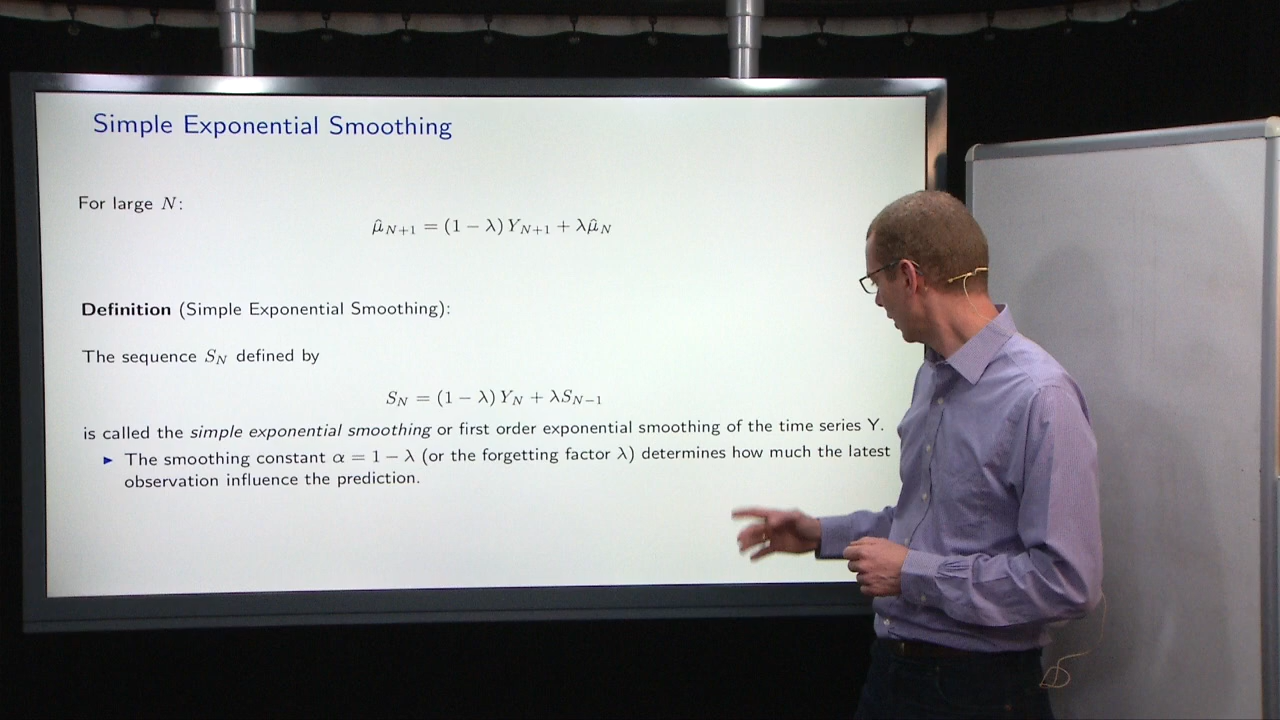 Simple Exponential Smoothing
For large N:
μ̂_{N+1} = (1 − λ)Y_{N+1} + λμ̂_N
Definition (Simple Exponential Smoothing):
The sequence S_N defined by
S_N = (1 − λ)Y_N + λS_{N−1}
is called the simple exponential smoothing or first order exponential smoothing of the time series Y.
► The smoothing constant α = 1 − λ (or the forgetting factor λ) determines how much the latest
observation influence the prediction.